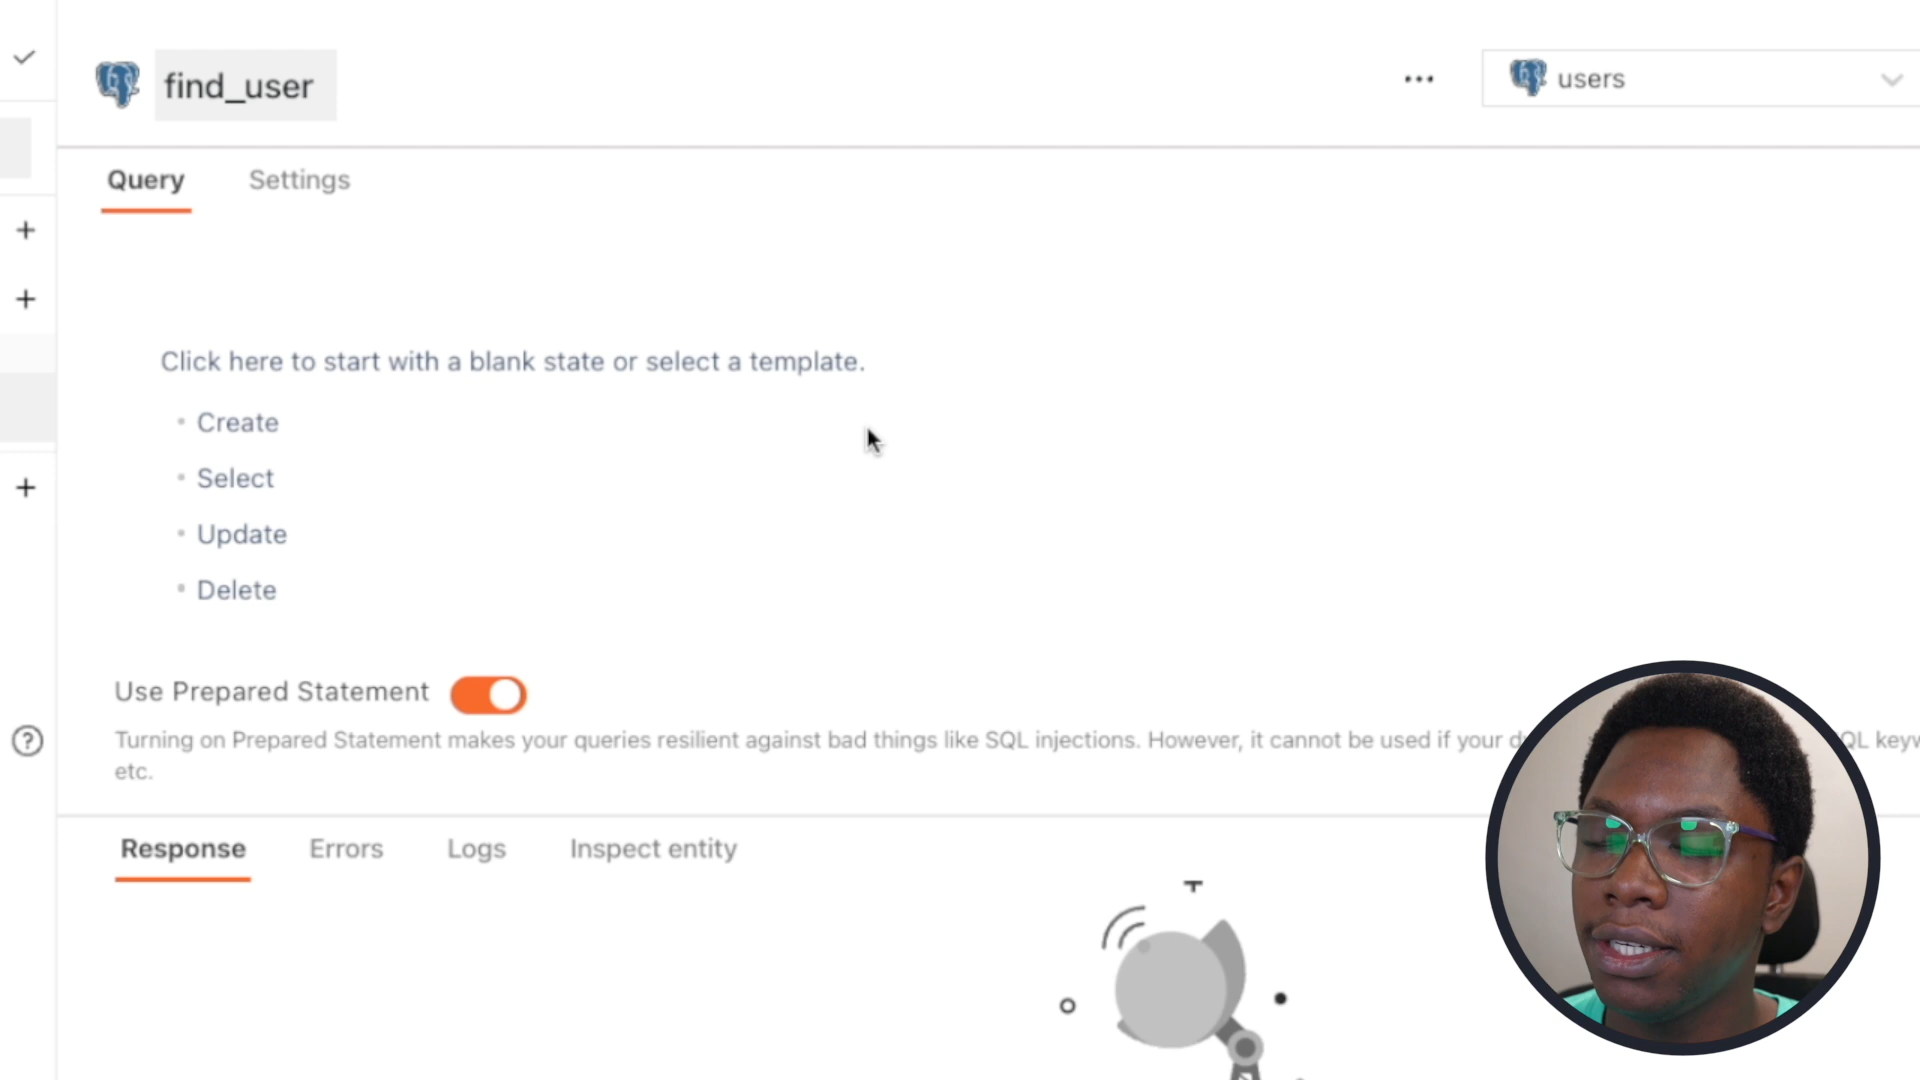 find_user
users
Query Settings
Click here to start with a blank state or select a template.
Create
Select
Update
Delete
Use Prepared Statement
Turning on Prepared Statement makes your queries resilient against bad things like SQL injections. However, it cannot be used if your
etc.
Response Errors Logs Inspect entity